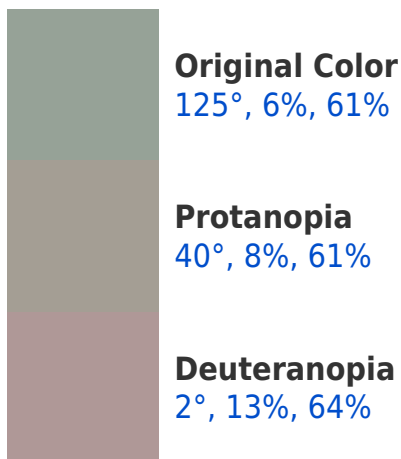 Original Color
125°, 6%, 61%
Protanopia
40°, 8%, 61%
Deuteranopia
2°, 13%, 64%